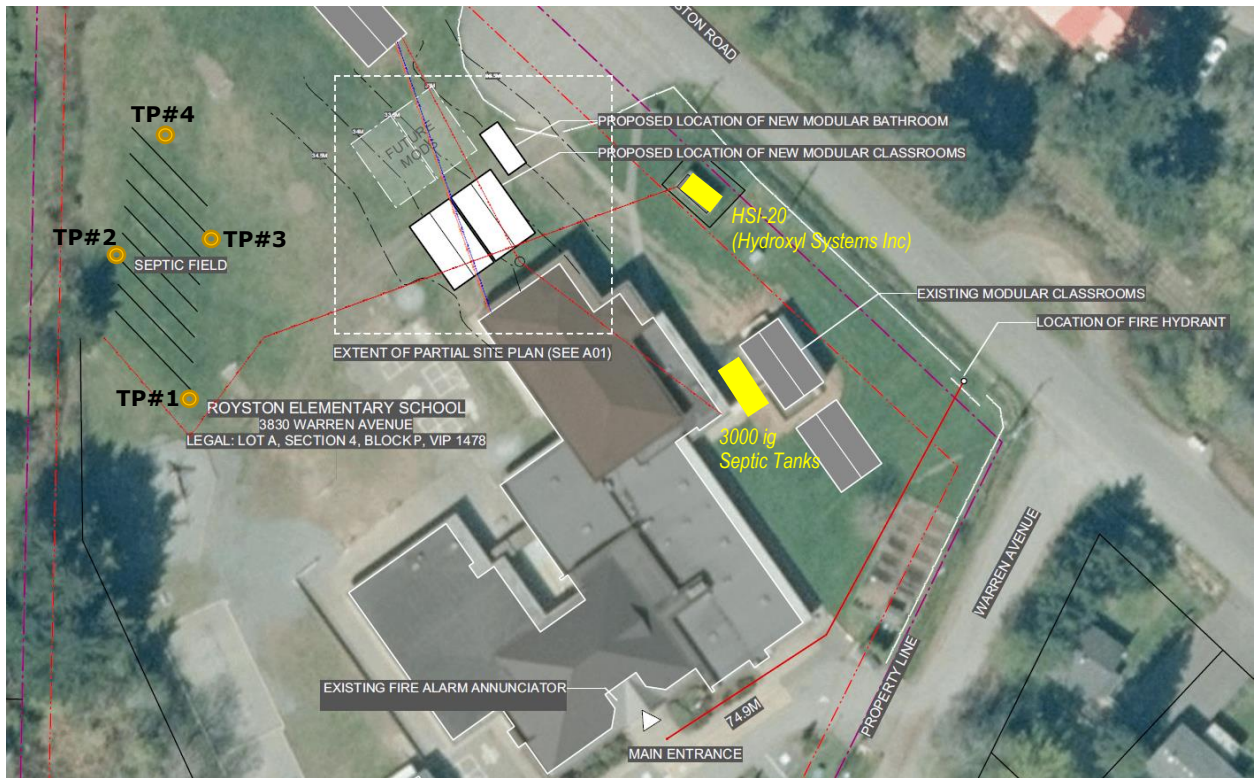 STON ROAD
TP#4
PROPOSED LOCATION OF NEW MODULAR BATHROOM
PROPOSED LOCATION OF NEW MODULAR CLASSROOMS
FUTURE
MOD'S
TP#2
TP#3
SEPTIC FIELD
HSI-20
(Hydroxyl Systems Inc)
EXISTING MODULAR CLASSROOMS
LOCATION OF FIRE HYDRANT
EXTENT OF PARTIAL SITE PLAN (SEE A01)
TP#1
ROYSTON ELEMENTARY SCHOOL
3830 WARREN AVENUE
LEGAL: LOT A, SECTION 4, BLOCK P, VIP 1478
3000 ig
Septic Tanks
WARREN AVENUE
PROPERTY LINE
EXISTING FIRE ALARM ANNUNCIATOR
74.9M
MAIN ENTRANCE